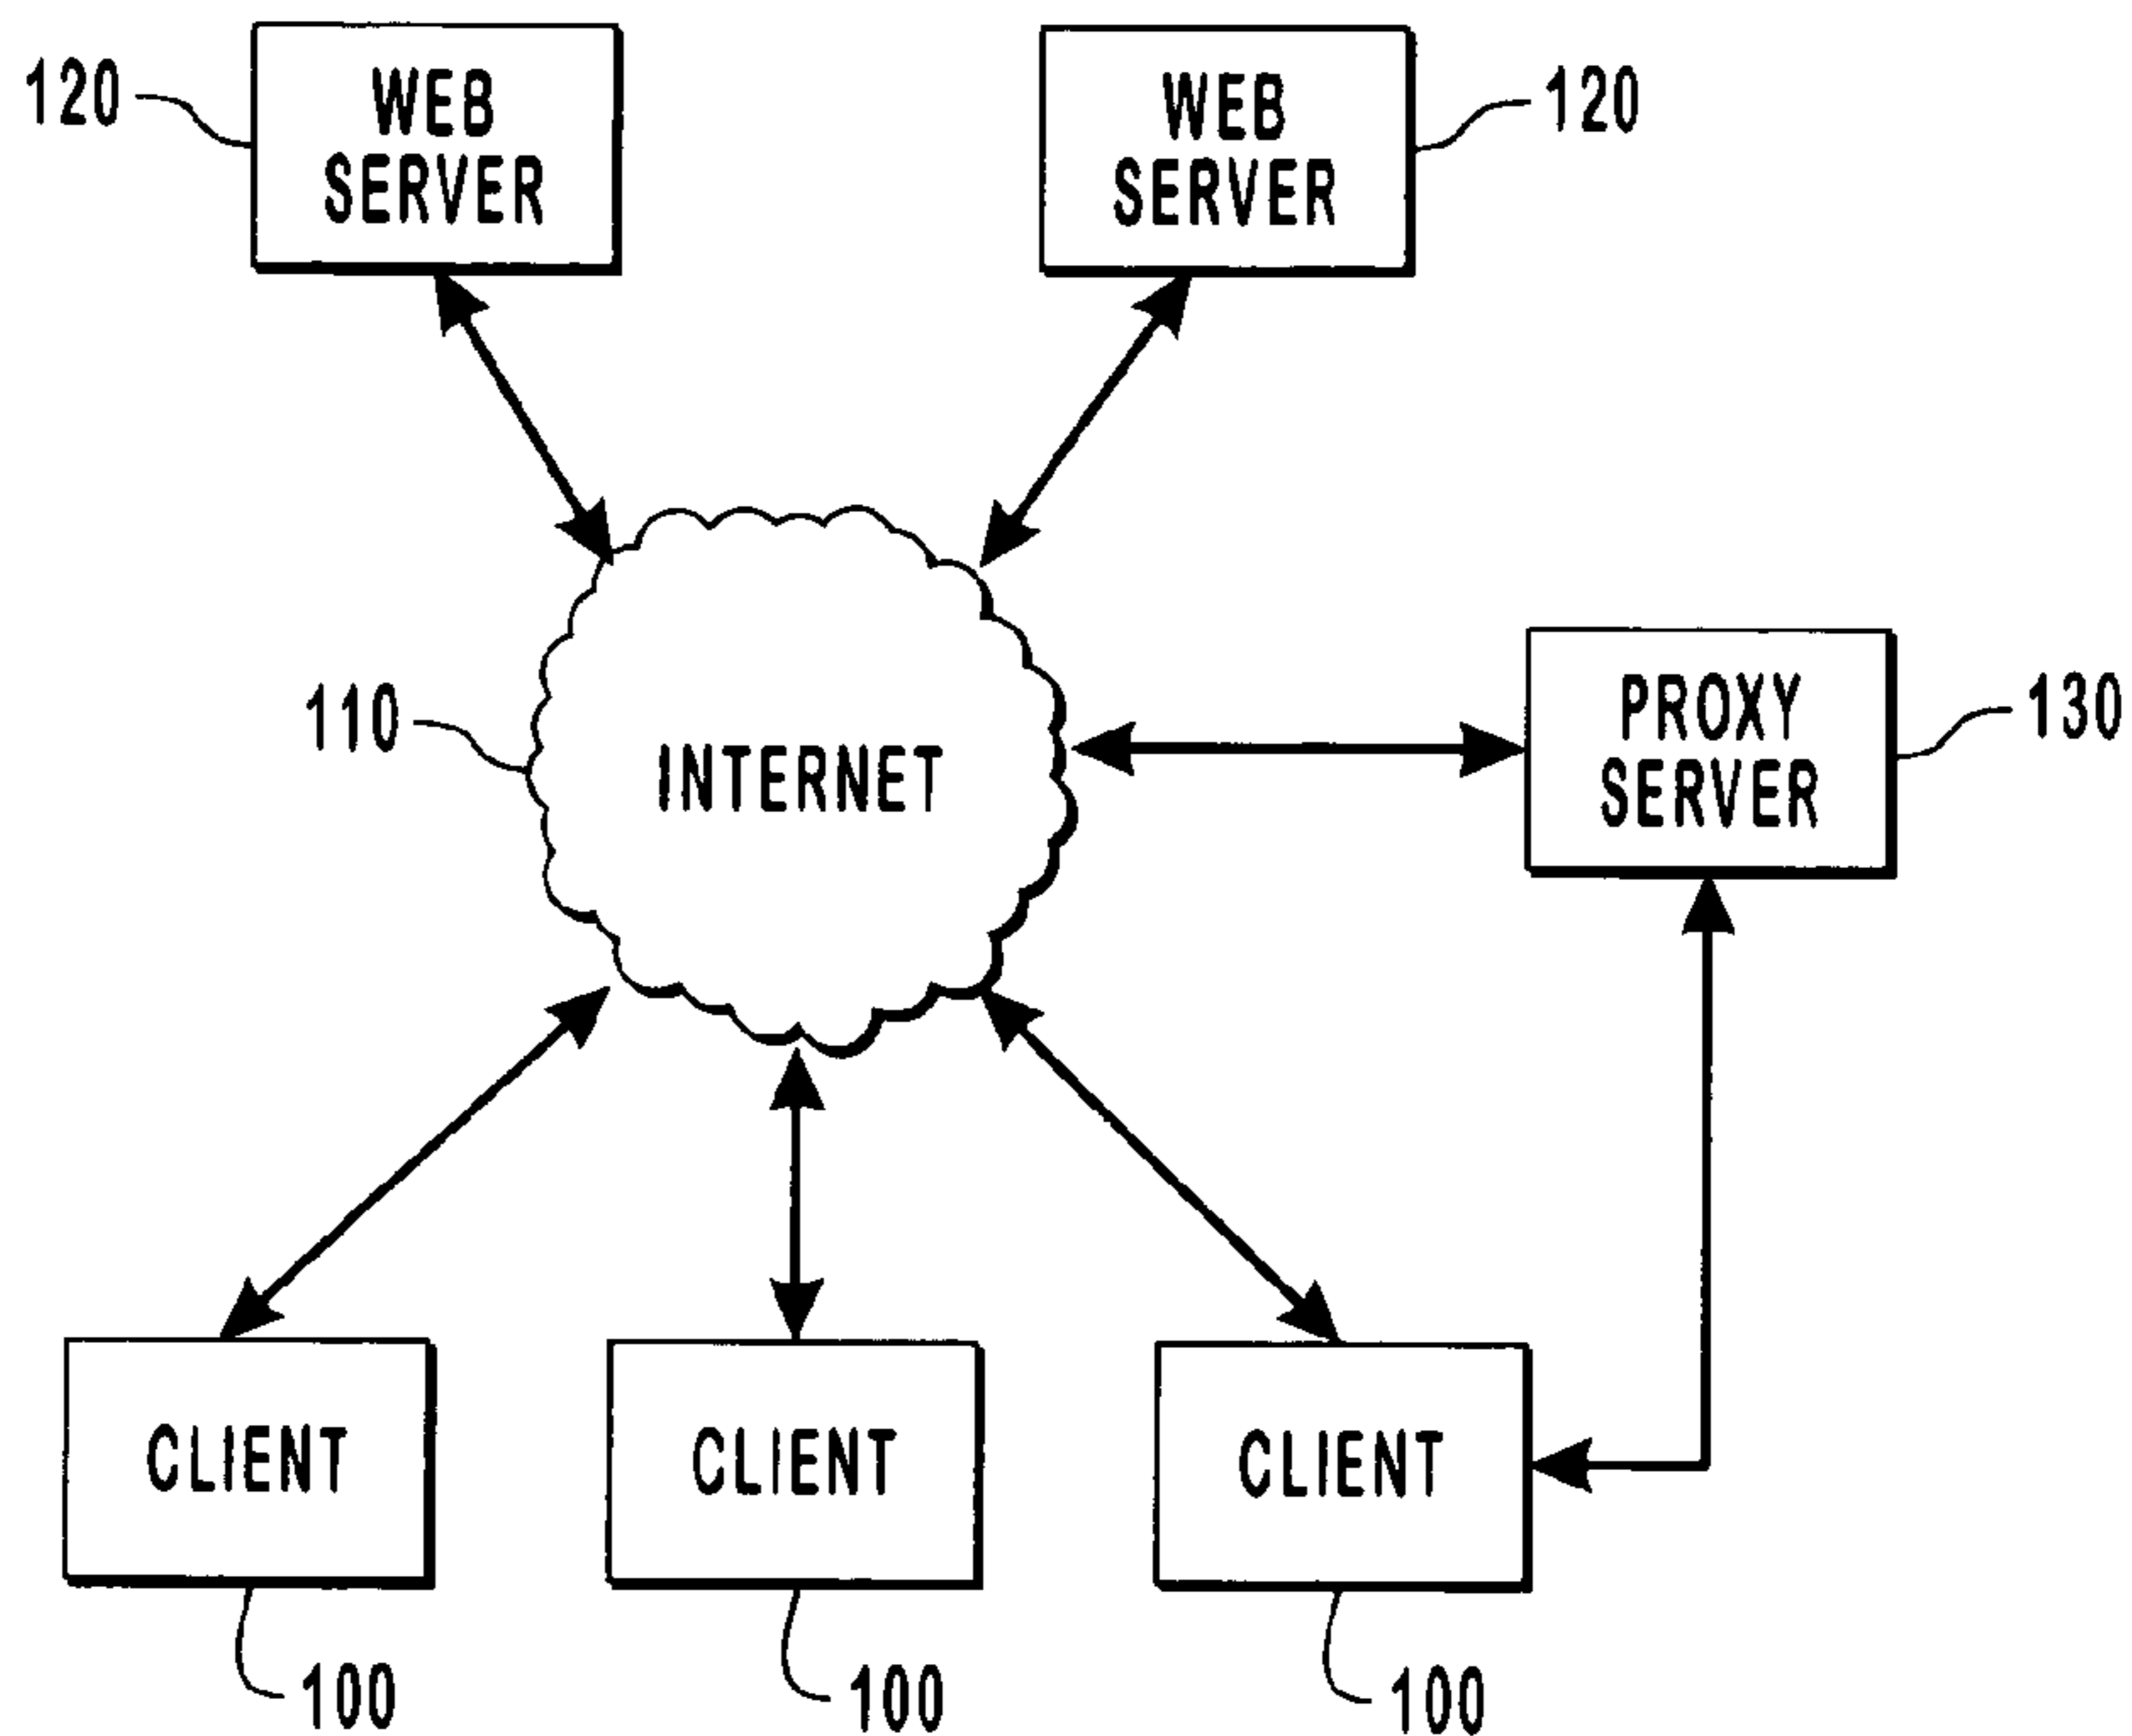 120
WEB
SERVER
WEB
SERVER
120
110
INTERNET
PROXY
SERVER
130
CLIENT
CLIENT
CLIENT
100
100
100